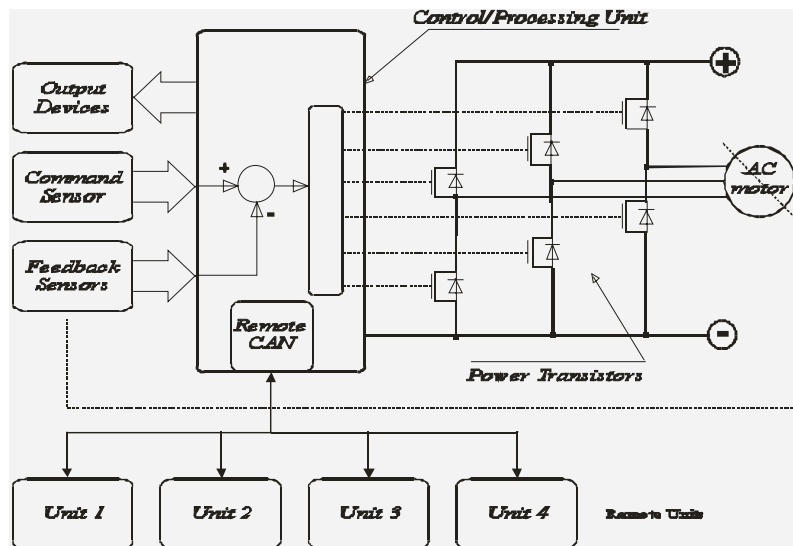 Control/Processing Unit
Output
Devices
+
Command
Sensor
+
-
AC
motor
Feedback
Sensors
Remote
CAN
-
Power Transistors
Unit 1
Unit 2
Unit 3
Unit 4
Remote Units